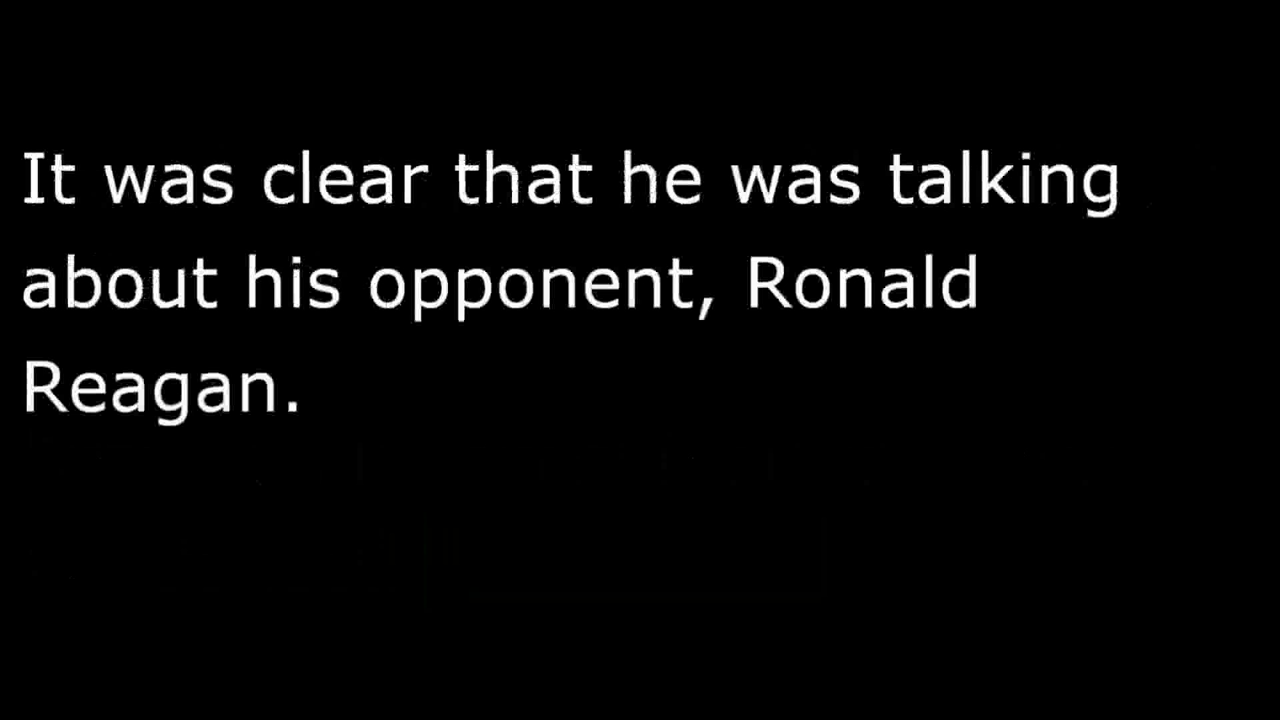 It was clear that he was talking
about his opponent, Ronald
Reagan.